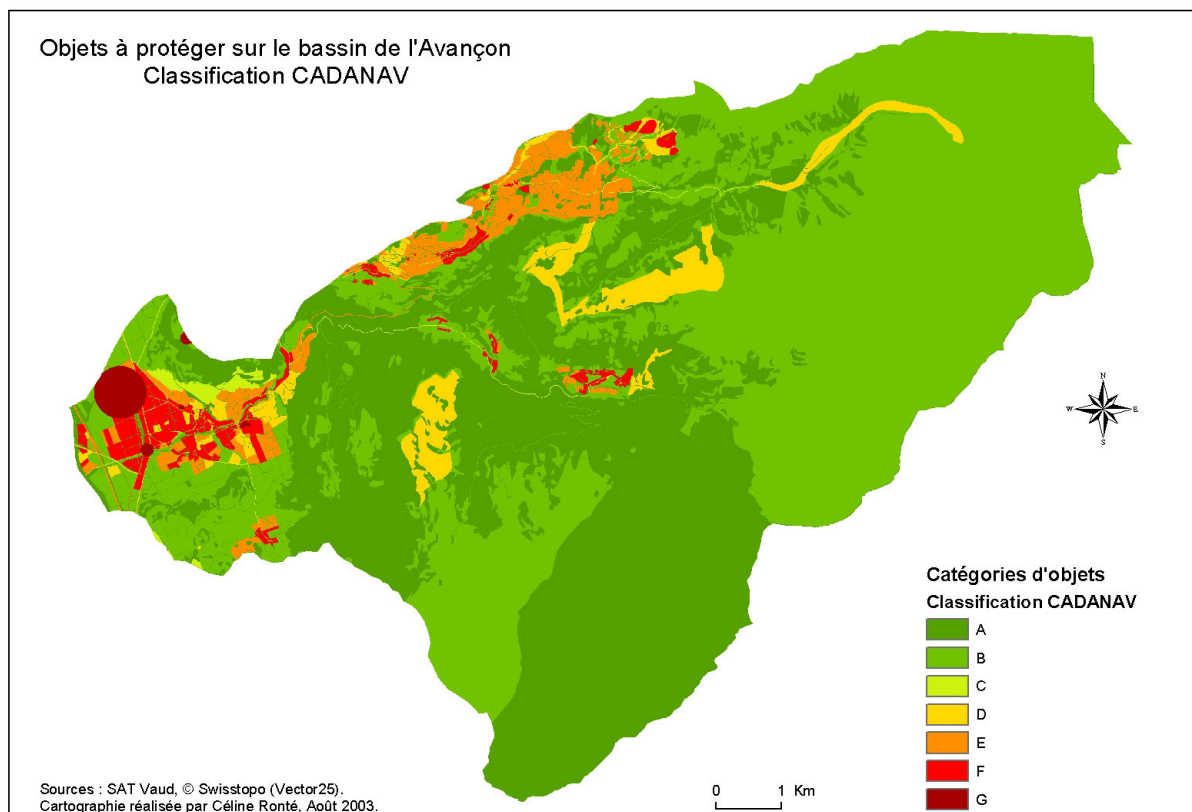 Objets à protéger sur le bassin de l'Avançon
Classification CADANAV
N
W
E
S
Catégories d'objets
Classification CADANAV
A
B
C
D
E
F
G
0 1 Km
Sources : SAT Vaud, © Swisstopo (Vector25).
Cartographie réalisée par Céline Ronté, Août 2003.